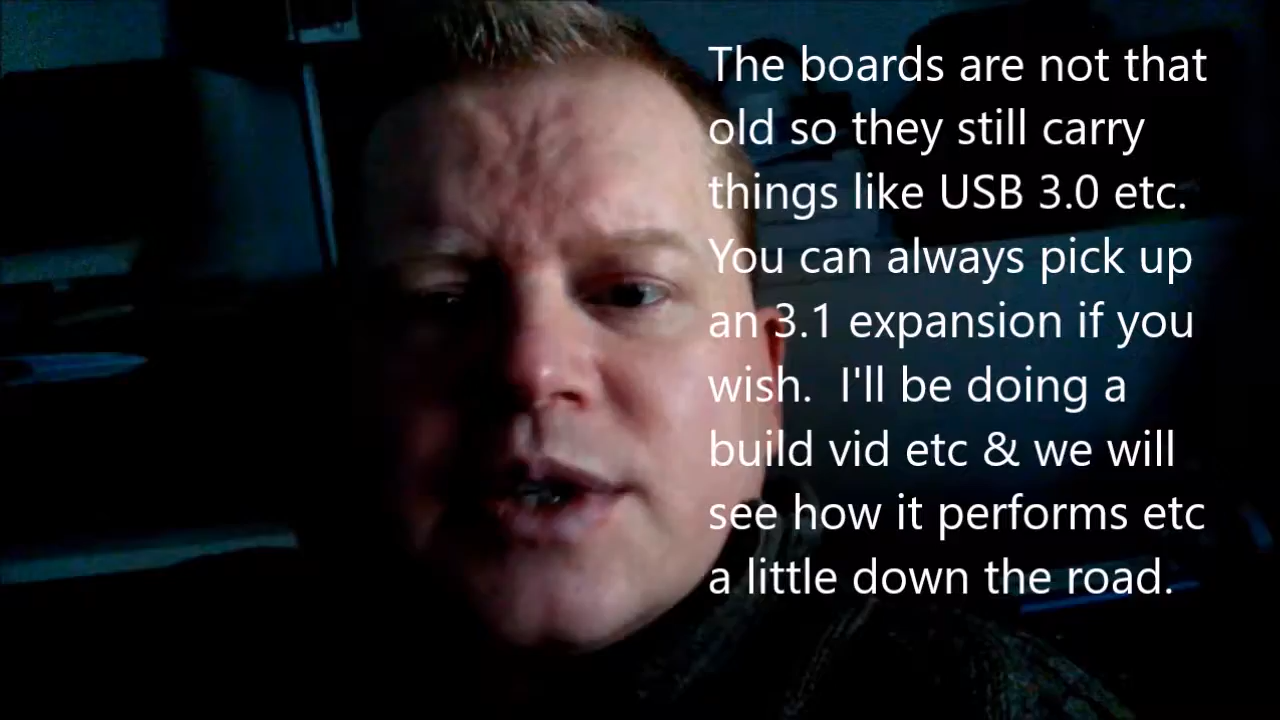 The boards are not that
old so they still carry
things like USB 3.0 etc.
You can always pick up
an 3.1 expansion if you
wish.  I'll be doing a
build vid etc & we will
see how it performs etc
a little down the road.